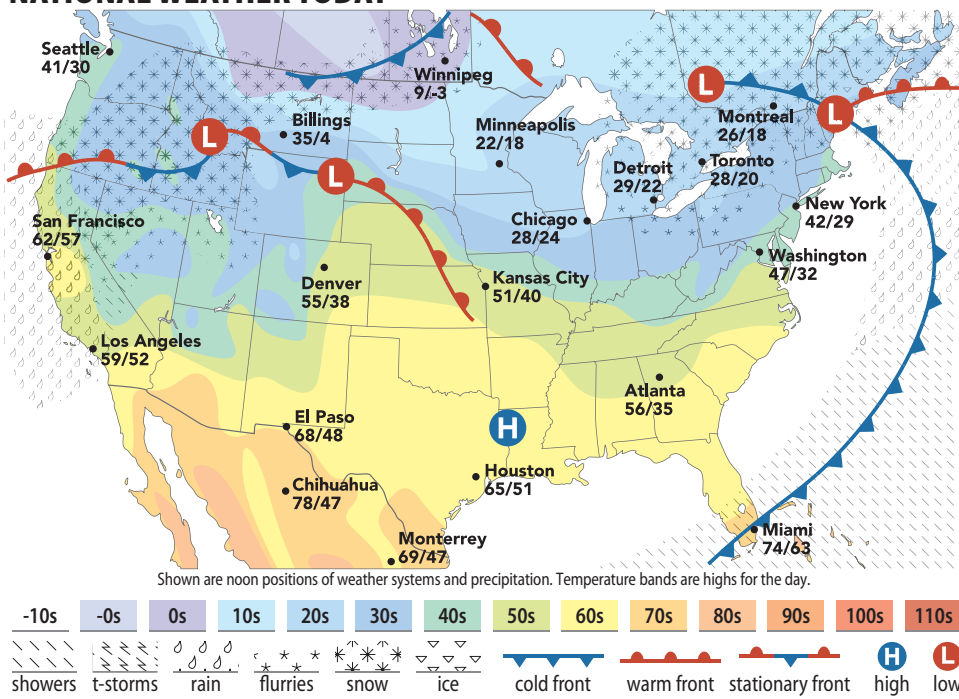 NATIONAL WEATHER TODAY
Seattle
41/30
Winnipeg
9/-3
Billings
35/4
Minneapolis
22/18
L
L
L
L
Montreal
26/18
Detroit
29/22
Toronto
28/20
San Francisco
62/57
Chicago
28/24
New York
42/29
Washington
47/32
Denver
55/38
Kansas City
51/40
Los Angeles
59/52
Atlanta
56/35
El Paso
68/48
H
Houston
65/51
Chihuahua
78/47
Monterrey
69/47
Miami
74/63
Shown are noon positions of weather systems and precipitation. Temperature bands are highs for the day.
-10s -0s 0s 10s 20s 30s 40s 50s 60s 70s 80s 90s 100s 110s
H L
showers t-storms rain flurries snow ice cold front warm front stationary front high low